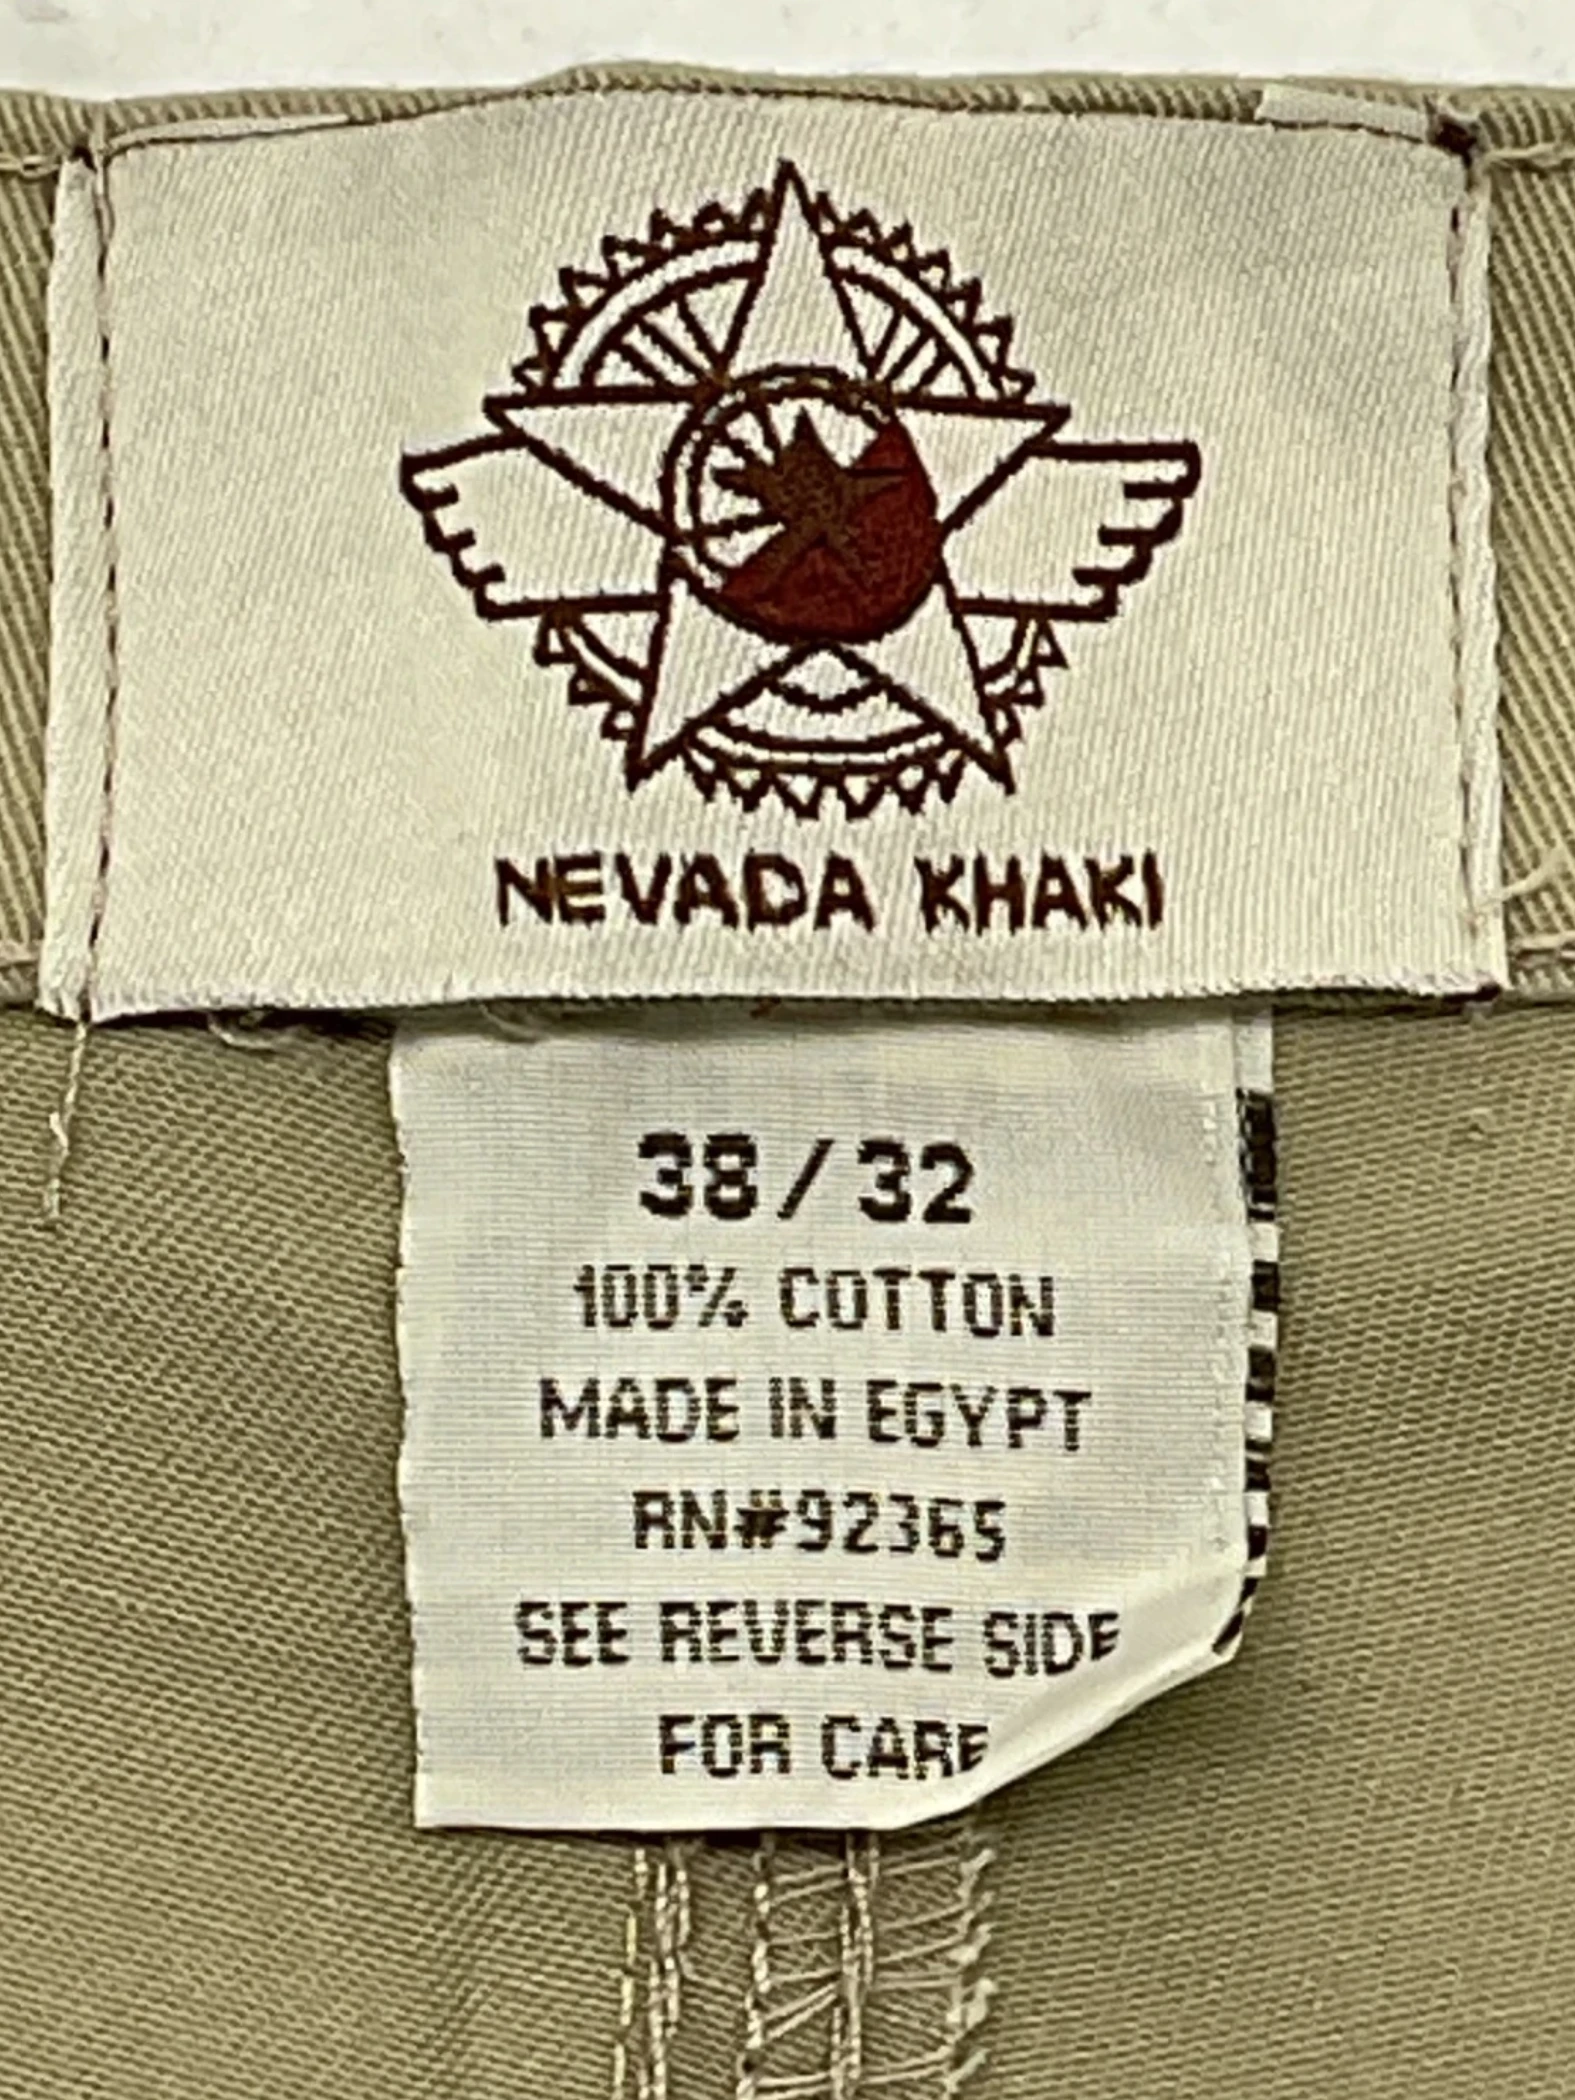 NEVADA KHAKI
38/32
100% COTTON
MADE IN EGYPT
RN#92365
SEE REVERSE SIDE
FOR CARE